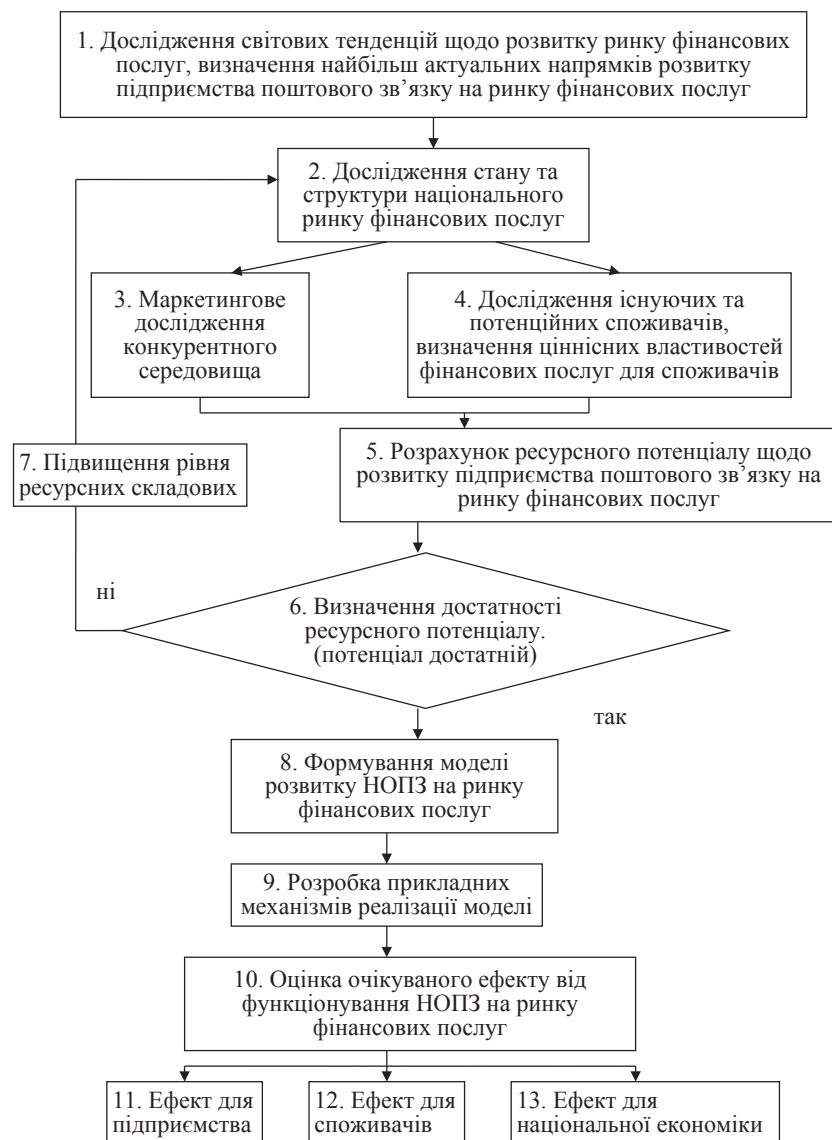 1. Дослідження світових тенденцій щодо розвитку ринку фінансових
послуг, визначення найбільш актуальних напрямків розвитку
підприємства поштового зв’язку на ринку фінансових послуг
2. Дослідження стану та
структури національного
ринку фінансових послуг
3. Маркетингове
дослідження
конкурентного
середовища
4. Дослідження існуючих та
потенційних споживачів,
визначення ціннісних властивостей
фінансових послуг для споживачів
7. Підвищення рівня
ресурсних складових
5. Розрахунок ресурсного потенціалу щодо
розвитку підприємства поштового зв’язку на
ринку фінансових послуг
ні
6. Визначення достатності
ресурсного потенціалу.
(потенціал достатній)
так
8. Формування моделі
розвитку НОПЗ на ринку
фінансових послуг
9. Розробка прикладних
механізмів реалізації моделі
10. Оцінка очікуваного ефекту від
функціонування НОПЗ на ринку
фінансових послуг
11. Ефект для
підприємства
12. Ефект для
споживачів
13. Ефект для
національної економіки